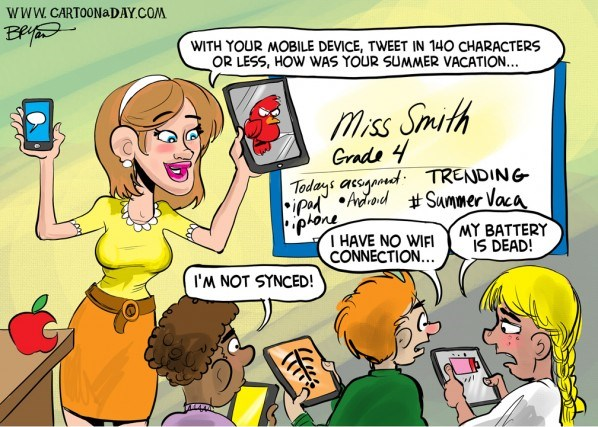 WWW. CARTOONaDAY.COM
BRYant
WITH YOUR MOBILE DEVICE, TWEET IN 140 CHARACTERS
OR LESS, HOW WAS YOUR SUMMER VACATION...
Miss Smith
Grade 4
Todays assignment:
•ipad •Android
•iphone
TRENDING
#SummerVaca
I'M NOT SYNCED!
I HAVE NO WIFI
CONNECTION...
MY BATTERY
IS DEAD!